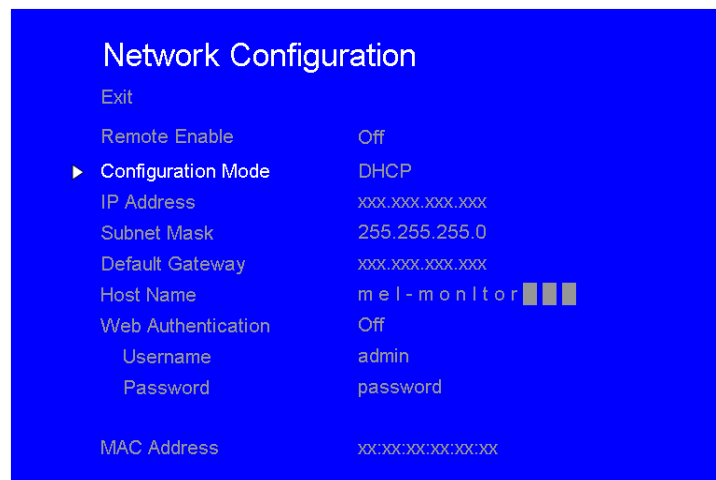 Network Configuration
Exit
Remote Enable Off
Configuration Mode DHCP
IP Address xxx.xxx.xxx.xxx
Subnet Mask 255.255.255.0
Default Gateway xxx.xxx.xxx.xxx
Host Name mel-monltor
Web Authentication Off
Username admin
Password password
MAC Address xx:xx:xx:xx:xx:xx